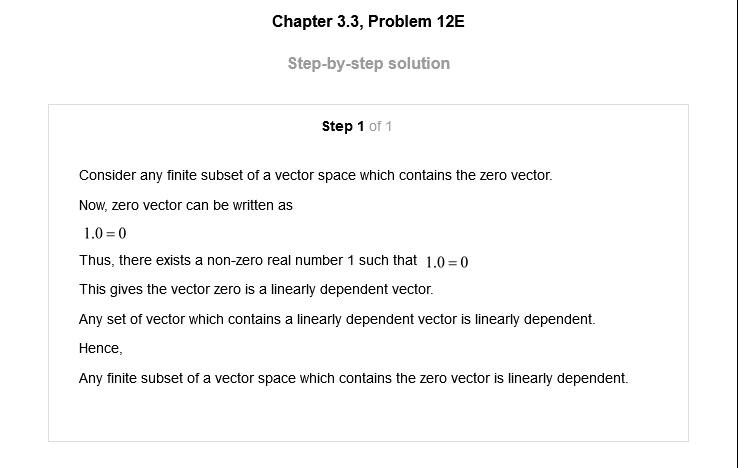 Chapter 3.3, Problem 12E
Step-by-step solution
Step 1 of 1
Consider any finite subset of a vector space which contains the zero vector.
Now, zero vector can be written as
1.0 = 0
Thus, there exists a non-zero real number 1 such that 1.0 = 0
This gives the vector zero is a linearly dependent vector.
Any set of vector which contains a linearly dependent vector is linearly dependent.
Hence,
Any finite subset of a vector space which contains the zero vector is linearly dependent.